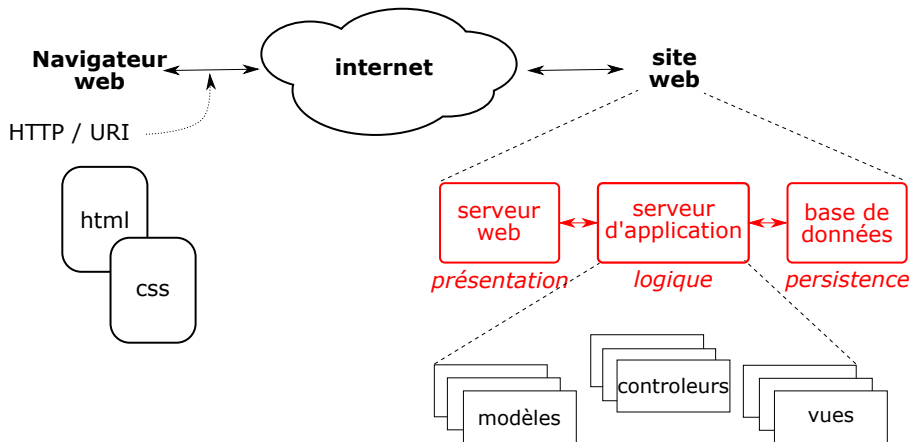 Navigateur
web
internet
site
web
HTTP / URI
html
css
serveur
web
serveur
d'application
base de
données
présentation
logique
persistence
modèles
controleurs
vues